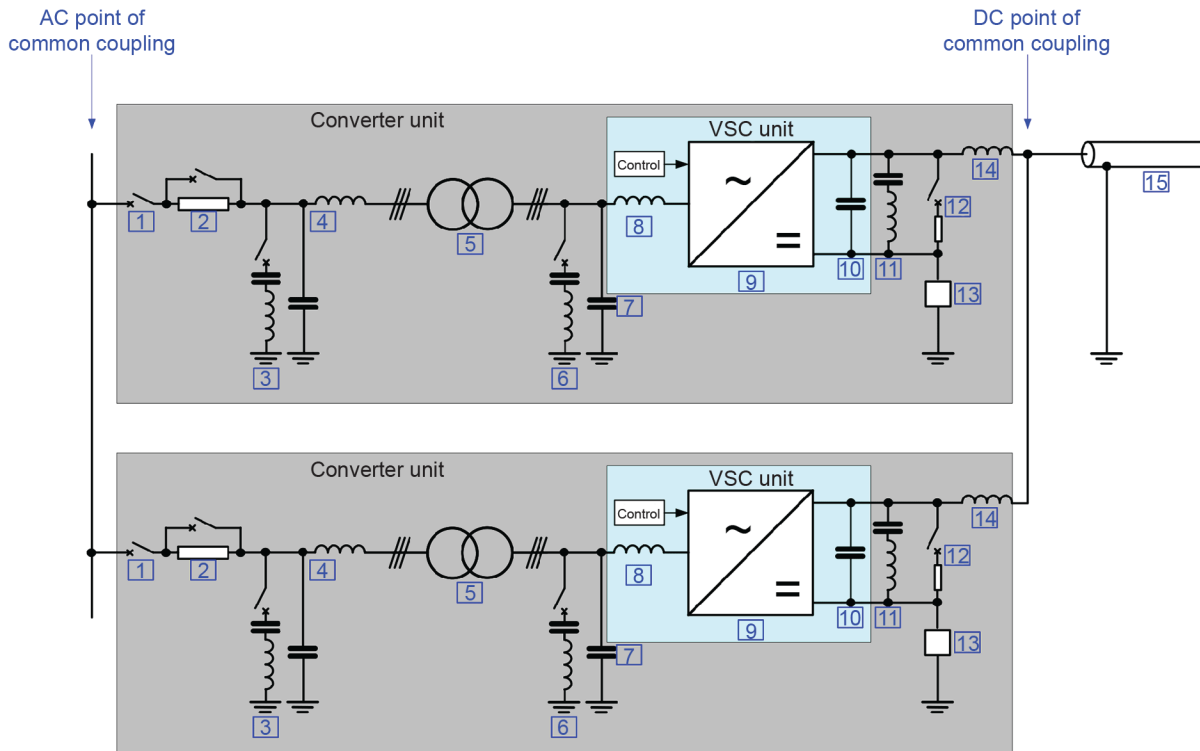 AC point of
common coupling
DC point of
common coupling
Converter unit
VSC unit
Control
1
2
3
4
5
6
7
8
9
10
11
12
13
14
15
Converter unit
VSC unit
Control
1
2
3
4
5
6
7
8
9
10
11
12
13
14